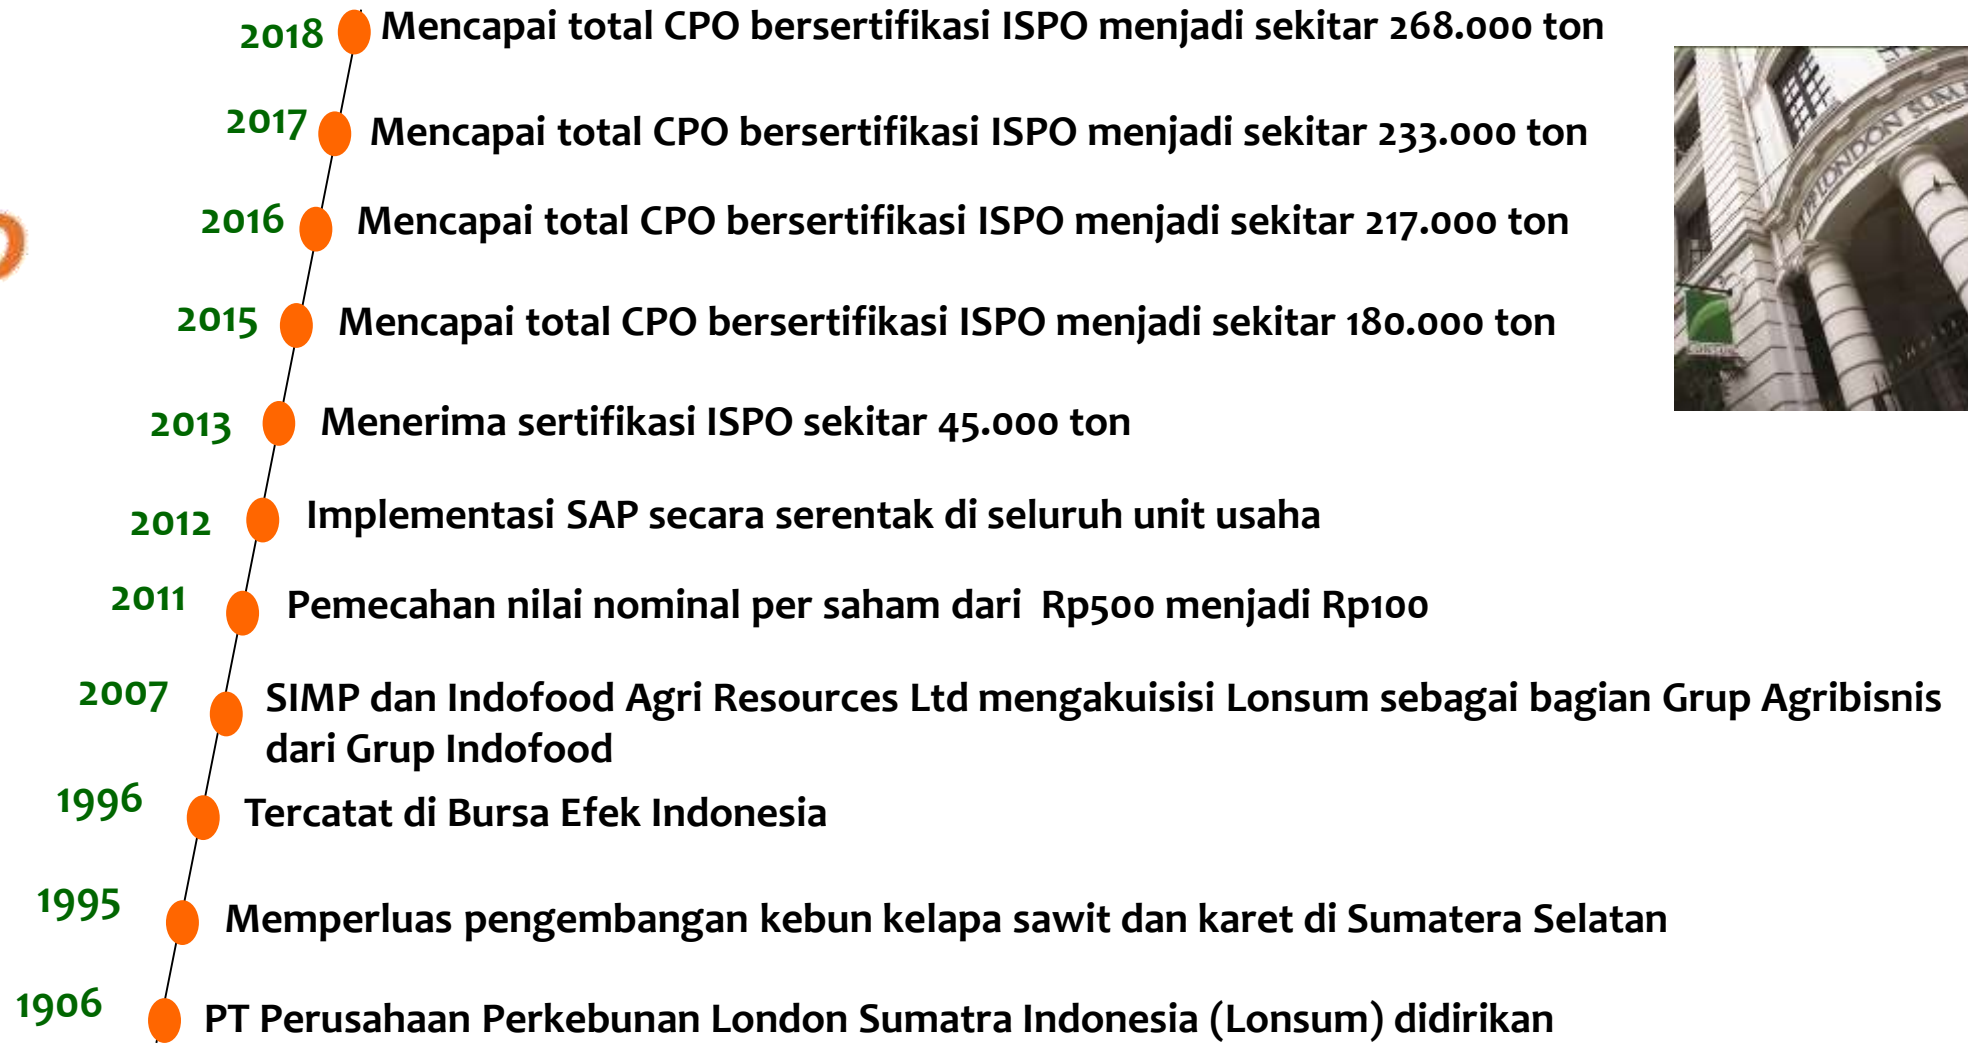 2018 Mencapai total CPO bersertifikasi ISPO menjadi sekitar 268.000 ton
2017 Mencapai total CPO bersertifikasi ISPO menjadi sekitar 233.000 ton
2016 Mencapai total CPO bersertifikasi ISPO menjadi sekitar 217.000 ton
2015 Mencapai total CPO bersertifikasi ISPO menjadi sekitar 180.000 ton
2013 Menerima sertifikasi ISPO sekitar 45.000 ton
2012 Implementasi SAP secara serentak di seluruh unit usaha
2011 Pemecahan nilai nominal per saham dari Rp500 menjadi Rp100
2007 SIMP dan Indofood Agri Resources Ltd mengakuisisi Lonsum sebagai bagian Grup Agribisnis
dari Grup Indofood
1996 Tercatat di Bursa Efek Indonesia
1995 Memperluas pengembangan kebun kelapa sawit dan karet di Sumatera Selatan
1906 PT Perusahaan Perkebunan London Sumatra Indonesia (Lonsum) didirikan
LONDON